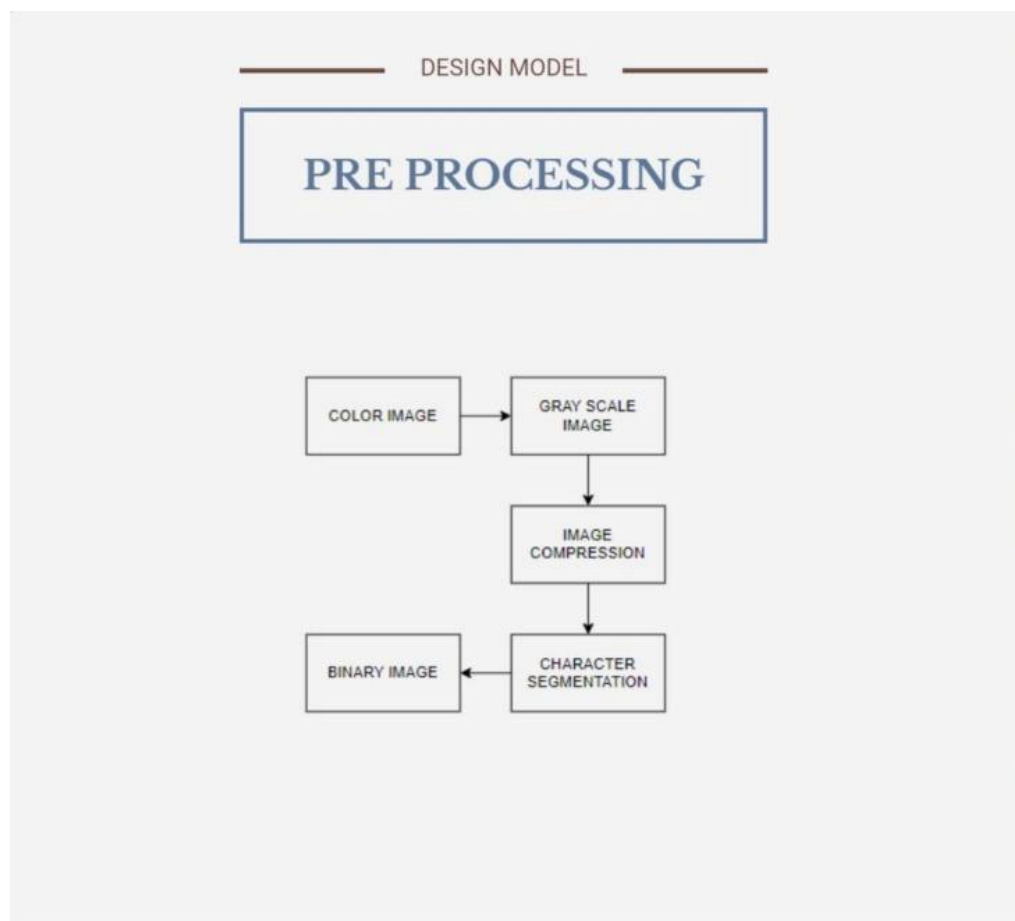 DESIGN MODEL
PRE PROCESSING
COLOR IMAGE
GRAY SCALE
IMAGE
IMAGE
COMPRESSION
CHARACTER
SEGMENTATION
BINARY IMAGE